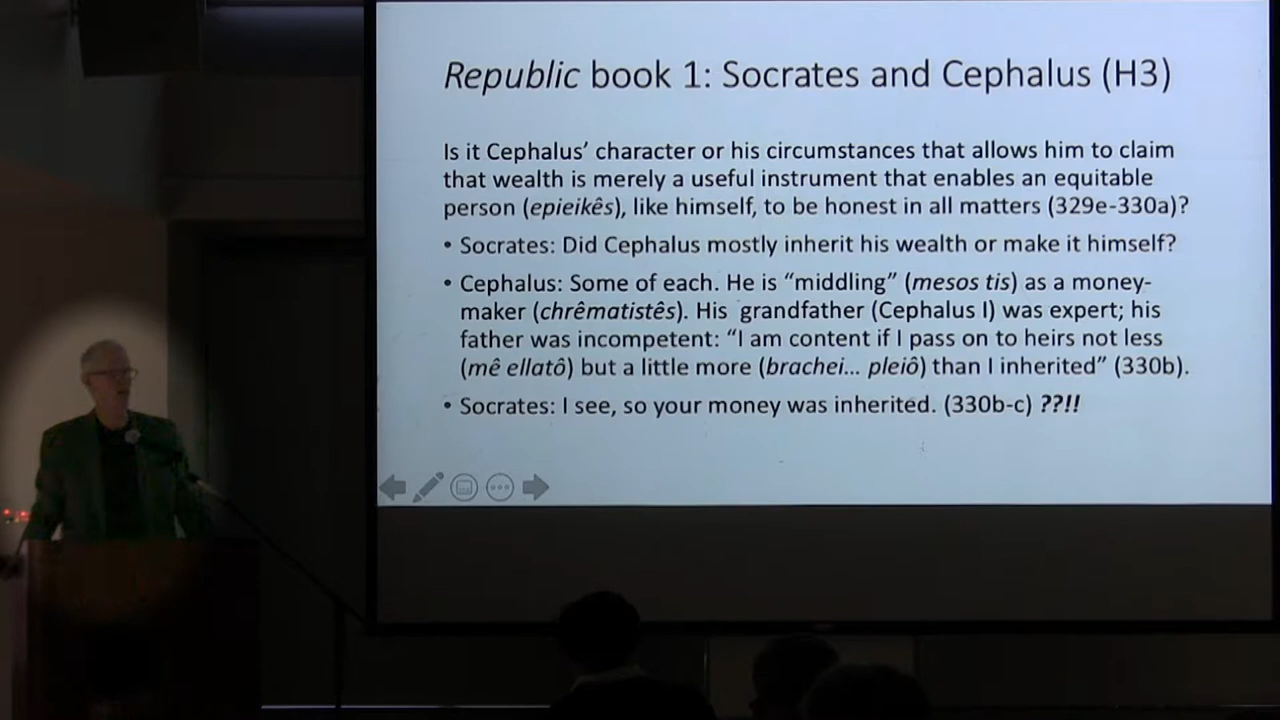 Republic book 1: Socrates and Cephalus (H3)
Is it Cephalus’ character or his circumstances that allows him to claim
that wealth is merely a useful instrument that enables an equitable
person (epieikês), like himself, to be honest in all matters (329e-330a)?
• Socrates: Did Cephalus mostly inherit his wealth or make it himself?
• Cephalus: Some of each. He is “middling” (mesos tis) as a money-
maker (chrêmatistês). His grandfather (Cephalus I) was expert; his
father was incompetent: “I am content if I pass on to heirs not less
(mê ellatô) but a little more (brachei... pleiô) than I inherited” (330b).
• Socrates: I see, so your money was inherited. (330b-c) ??!!